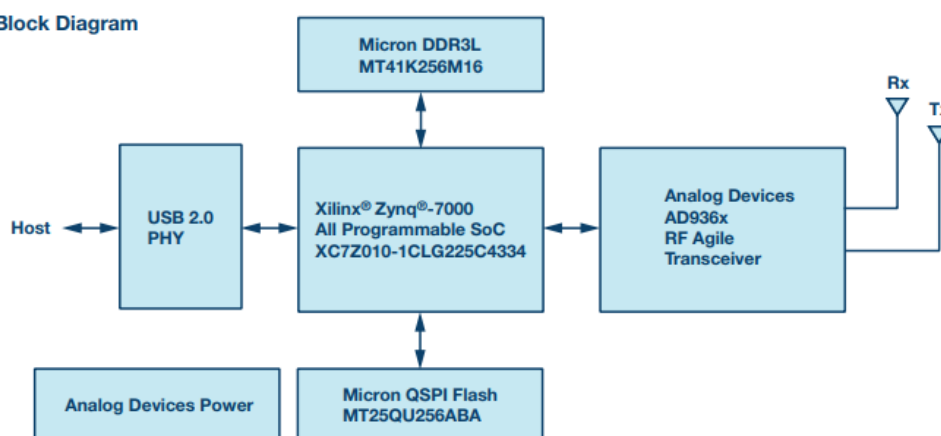 Block Diagram
Micron DDR3L
MT41K256M16
Rx
Host
USB 2.0
PHY
Xilinx® Zynq®-7000
All Programmable SoC
XC7Z010-1CLG225C4334
Analog Devices
AD936x
RF Agile
Transceiver
Analog Devices Power
Micron QSPI Flash
MT25QU256ABA